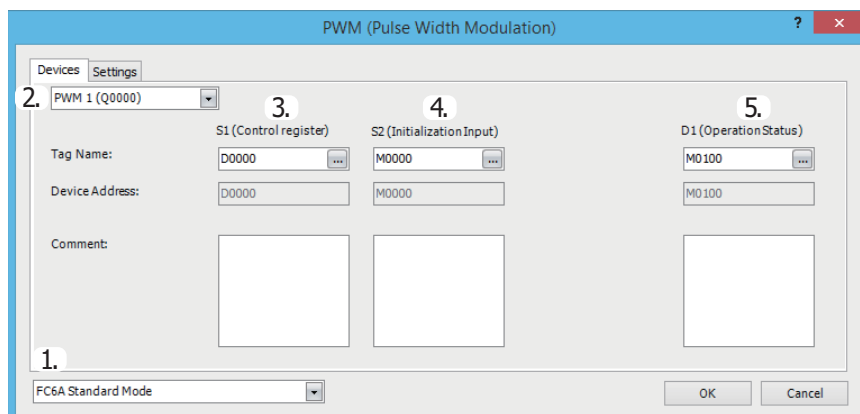 PWM (Pulse Width Modulation)
? ×
Devices Settings
2. PWM 1 (Q0000)
3. 4. 5.
S1 (Control register) S2 (Initialization Input) D1 (Operation Status)
Tag Name: D0000 ... M0000 ... M0100 ...
Device Address: D0000 M0000 M0100
Comment:
1.
FC6A Standard Mode
OK Cancel